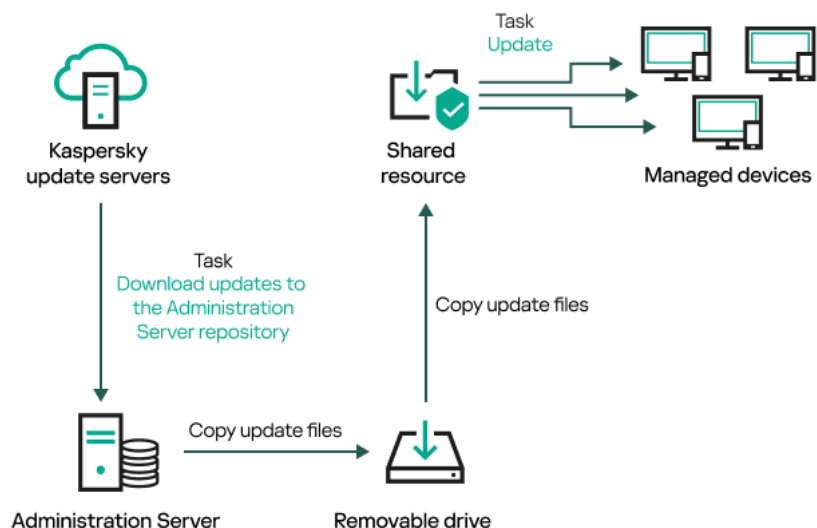 Task
Update
Kaspersky
update servers
Shared
resource
Managed devices
Task
Download updates to
the Administration
Server repository
Copy update files
Copy update files
Administration Server
Removable drive